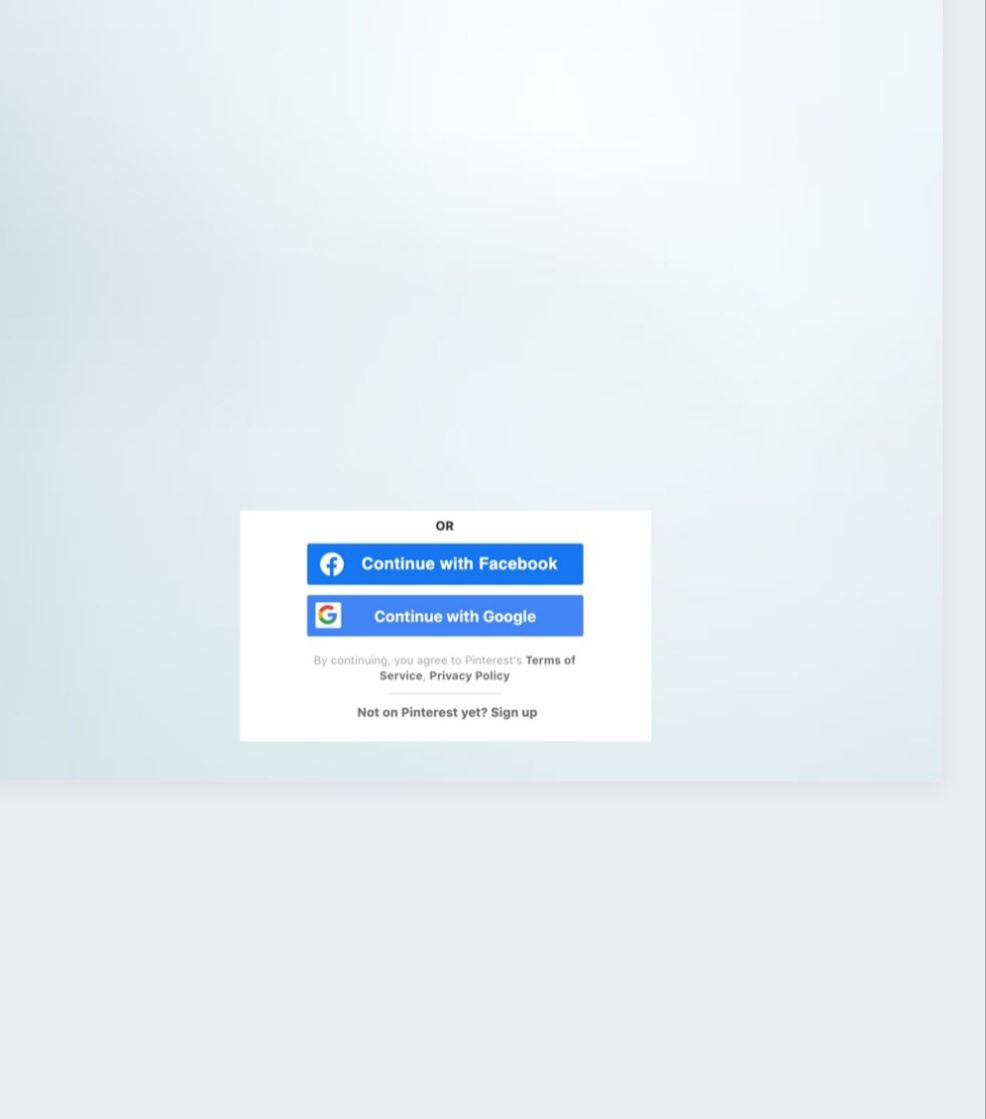 OR
Continue with Facebook
Continue with Google
By continuing, you agree to Pinterest's Terms of
Service, Privacy Policy
Not on Pinterest yet? Sign up